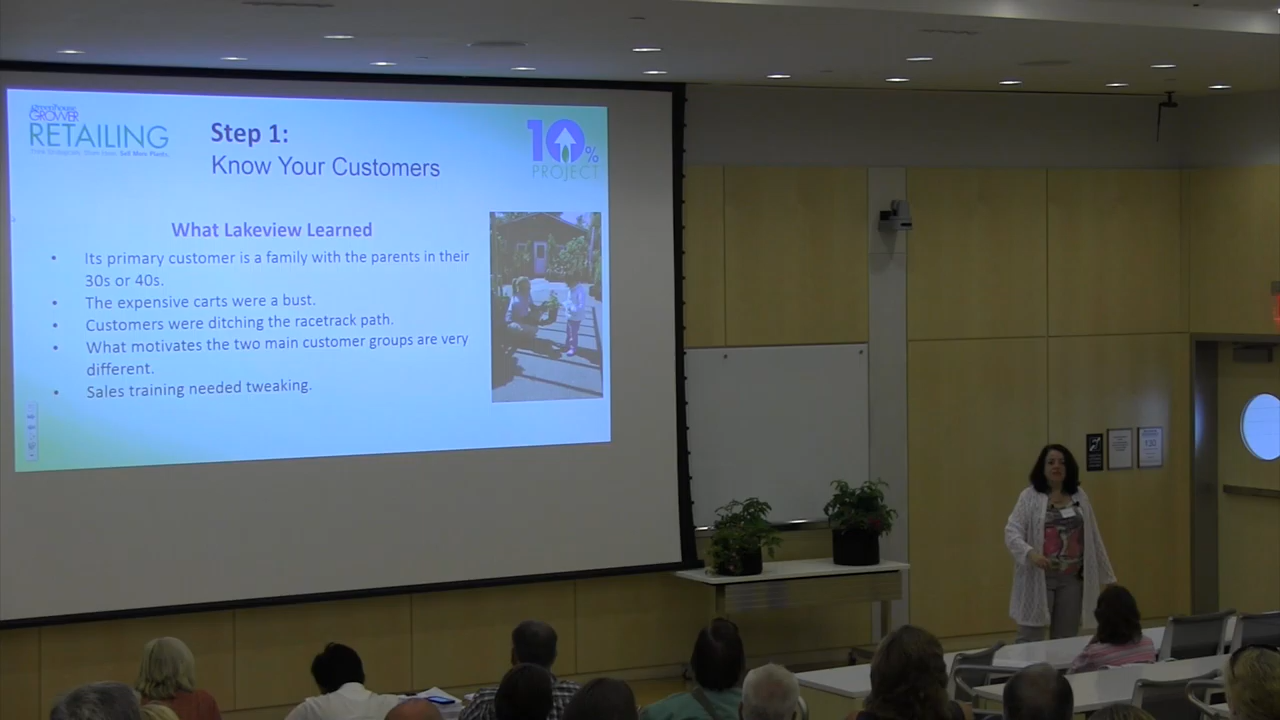 greenhouse
GROWER
RETAILING
Sell More Plants.
Step 1:
Know Your Customers
10%
PROJECT
What Lakeview Learned
• Its primary customer is a family with the parents in their
30s or 40s.
• The expensive carts were a bust.
• Customers were ditching the racetrack path.
• What motivates the two main customer groups are very
different.
• Sales training needed tweaking.